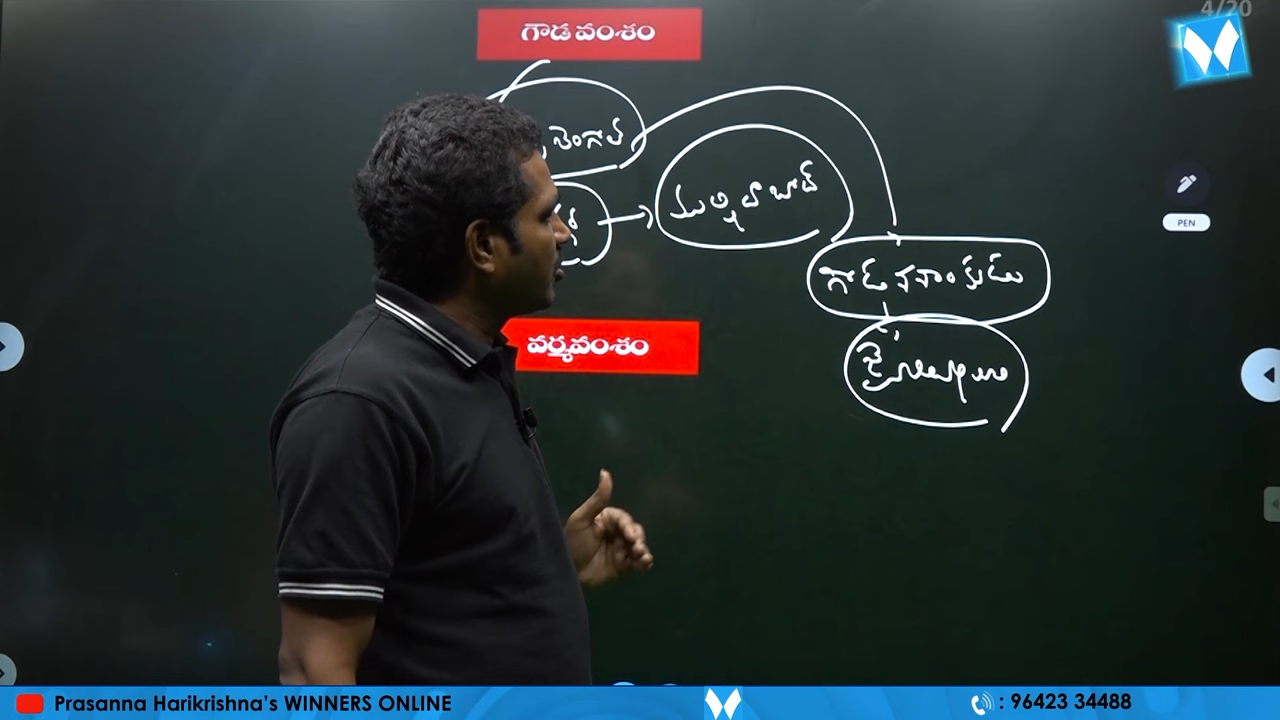 4/20
గౌడ వంశం
బెంగాల్
ముర్షిదాబాద్
గౌడ శశాంకుడు
వర్మవంశం
PEN
Prasanna Harikrishna's WINNERS ONLINE
: 96423 34488